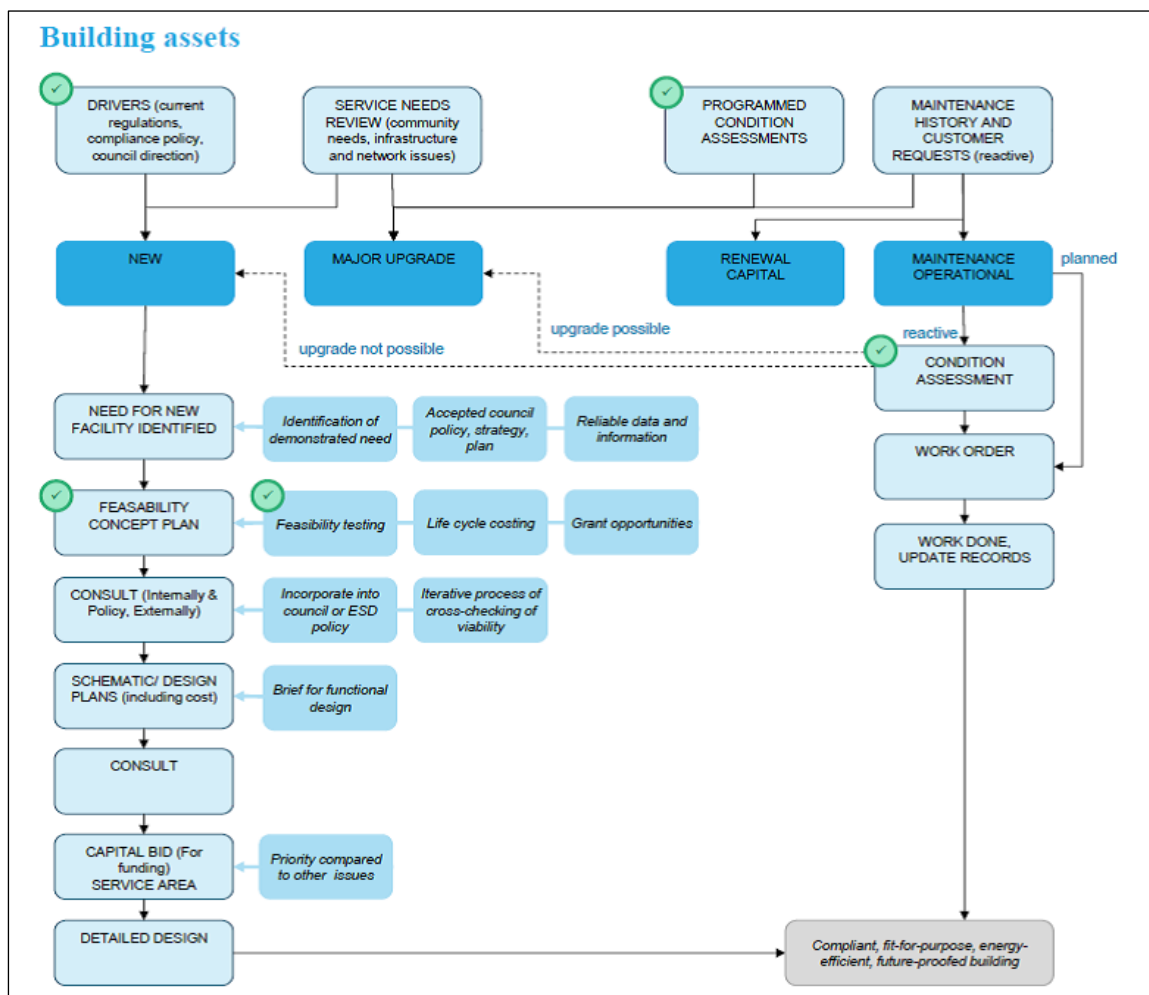 Building assets
DRIVERS (current
regulations,
compliance policy,
council direction)
SERVICE NEEDS
REVIEW (community
needs, infrastructure
and network issues)
PROGRAMMED
CONDITION
ASSESSMENTS
MAINTENANCE
HISTORY AND
CUSTOMER
REQUESTS (reactive)
NEW
MAJOR UPGRADE
RENEWAL
CAPITAL
MAINTENANCE
OPERATIONAL
planned
upgrade possible
reactive
upgrade not possible
CONDITION
ASSESSMENT
NEED FOR NEW
FACILITY IDENTIFIED
Identification of
demonstrated need
Accepted council
policy, strategy,
plan
Reliable data and
information
WORK ORDER
FEASABILITY
CONCEPT PLAN
Feasibility testing
Life cycle costing
Grant opportunities
WORK DONE,
UPDATE RECORDS
CONSULT (Internally &
Policy, Externally)
Incorporate into
council or ESD
policy
Iterative process of
cross-checking of
viability
SCHEMATIC/ DESIGN
PLANS (including cost)
Brief for functional
design
CONSULT
CAPITAL BID (For
funding)
SERVICE AREA
Priority compared
to other issues
DETAILED DESIGN
Compliant, fit-for-purpose, energy-
efficient, future-proofed building